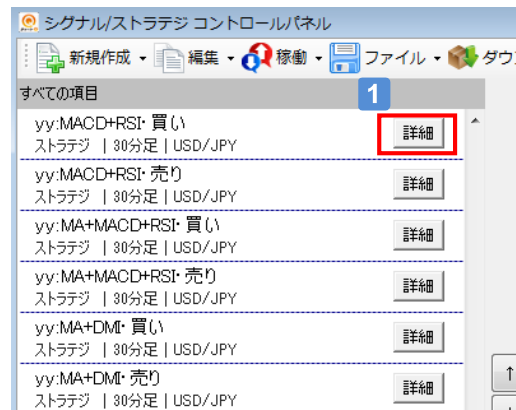 シグナル/ストラテジ コントロールパネル
新規作成 編集 稼働 ファイル ダウ
すべての項目
1
yy:MACD+RSI・買い
詳細
ストラテジ | 30分足 | USD/JPY
yy:MACD+RSI・売り
詳細
ストラテジ | 30分足 | USD/JPY
yy:MA+MACD+RSI・買い
詳細
ストラテジ | 30分足 | USD/JPY
yy:MA+MACD+RSI・売り
詳細
ストラテジ | 30分足 | USD/JPY
yy:MA+DMI・買い
詳細
ストラテジ | 30分足 | USD/JPY
yy:MA+DMI・売り
詳細
ストラテジ | 30分足 | USD/JPY
↑